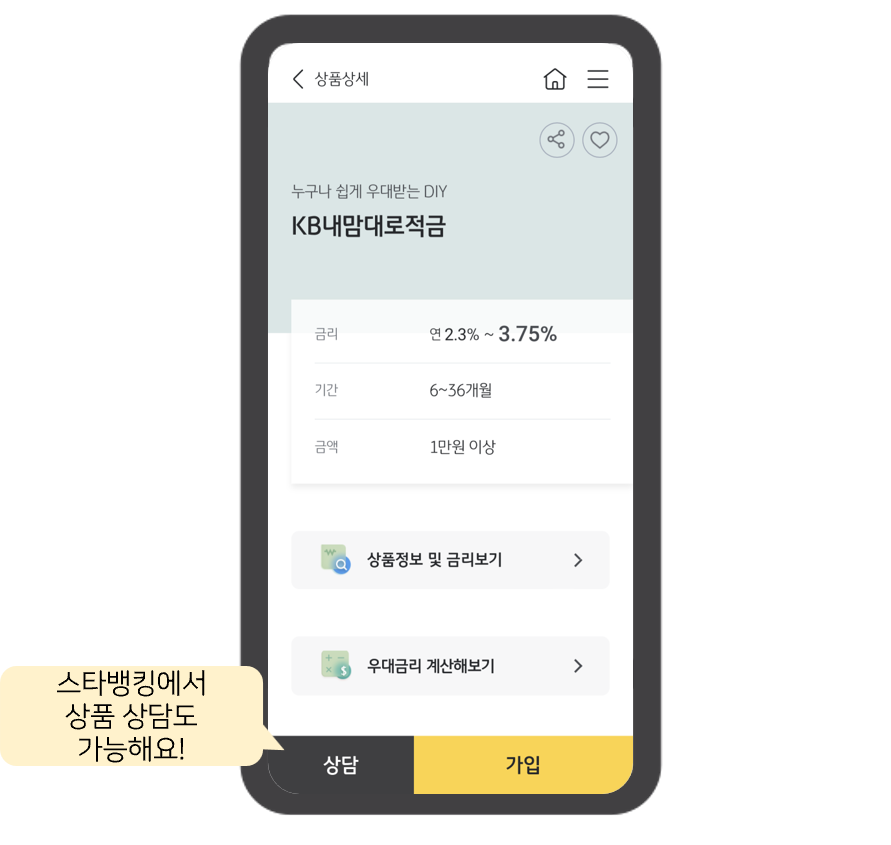 상품상세
누구나 쉽게 우대받는 DIY
KB내맘대로적금
금리 연 2.3% ~ 3.75%
기간 6~36개월
금액 1만원 이상
상품정보 및 금리보기
우대금리 계산해보기
스타뱅킹에서
상품 상담도
가능해요!
상담 가입